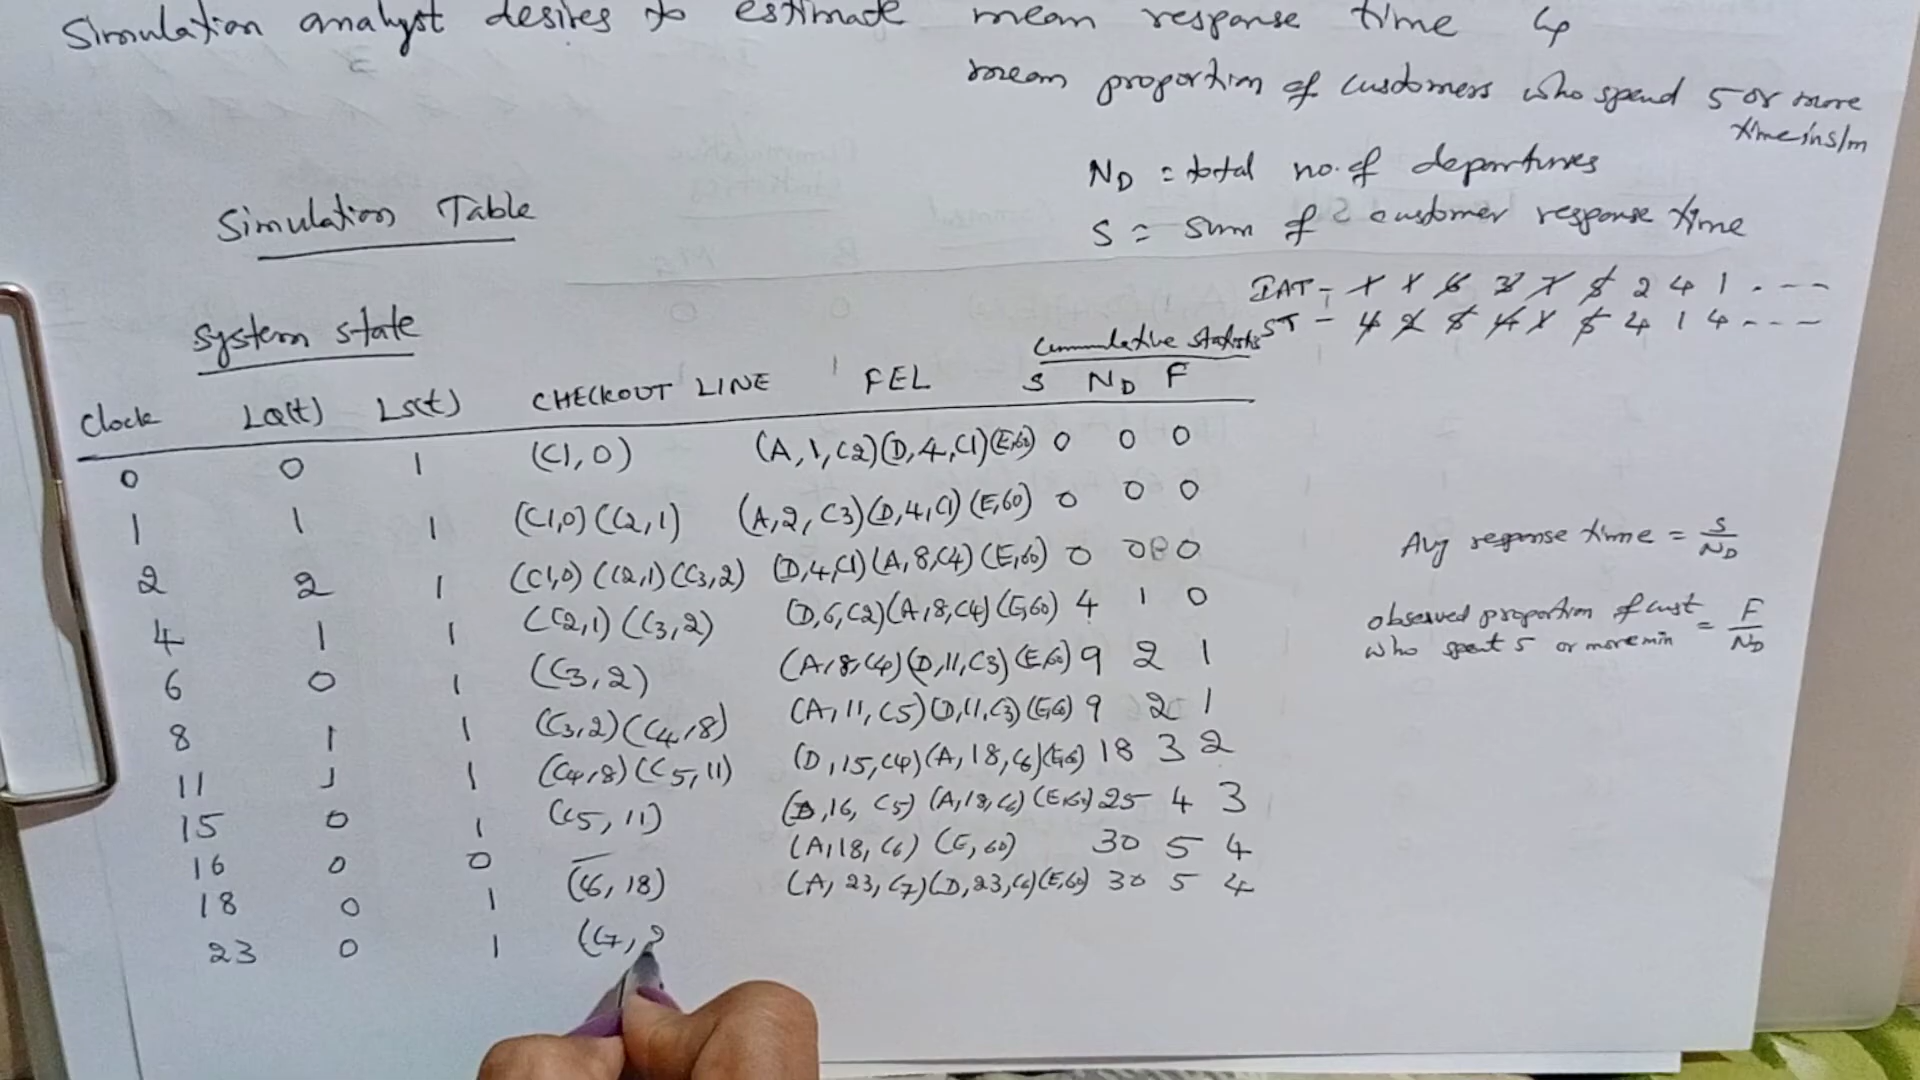 Simulation analyst desires to estimate mean response time &
mean proportion of customers who spend 5 or more
time in s/m
ND = total no. of departures
S = sum of customer response time
Simulation Table
IAT - 1 1 6 3 7 5 2 4 1 . - - -
ST - 4 2 5 4 1 5 4 1 4 - - - -
System state
Cummulative Statistics
Clock LQ(t) LS(t) CHECKOUT LINE FEL S ND F
0 0 1 (C1,0) (A,1,C2)(D,4,C1)(E,60) 0 0 0
1 1 1 (C1,0) (C2,1) (A,2,C3)(D,4,C1)(E,60) 0 0 0
2 2 1 (C1,0) (C2,1) (C3,2) (D,4,C1)(A,8,C4)(E,60) 0 0 0
4 1 1 (C2,1) (C3,2) (D,6,C2)(A,8,C4)(E,60) 4 1 0
6 0 1 (C3,2) (A,8,C4)(D,11,C3)(E,60) 9 2 1
8 1 1 (C3,2)(C4,8) (A,11,C5)(D,11,C3)(E,60) 9 2 1
11 1 1 (C4,8)(C5,11) (D,15,C4)(A,18,C6)(E,60) 18 3 2
15 0 1 (C5,11) (D,16,C5) (A,18,C6) (E,60) 25 4 3
16 0 0 — (A,18,C6) (E,60) 30 5 4
18 0 1 (C6,18) (A,23,C7)(D,23,C6)(E,60) 30 5 4
23 0 1 (C7,2
Avg response time = S/ND
observed proportion of cust
who spent 5 or more min = F/ND